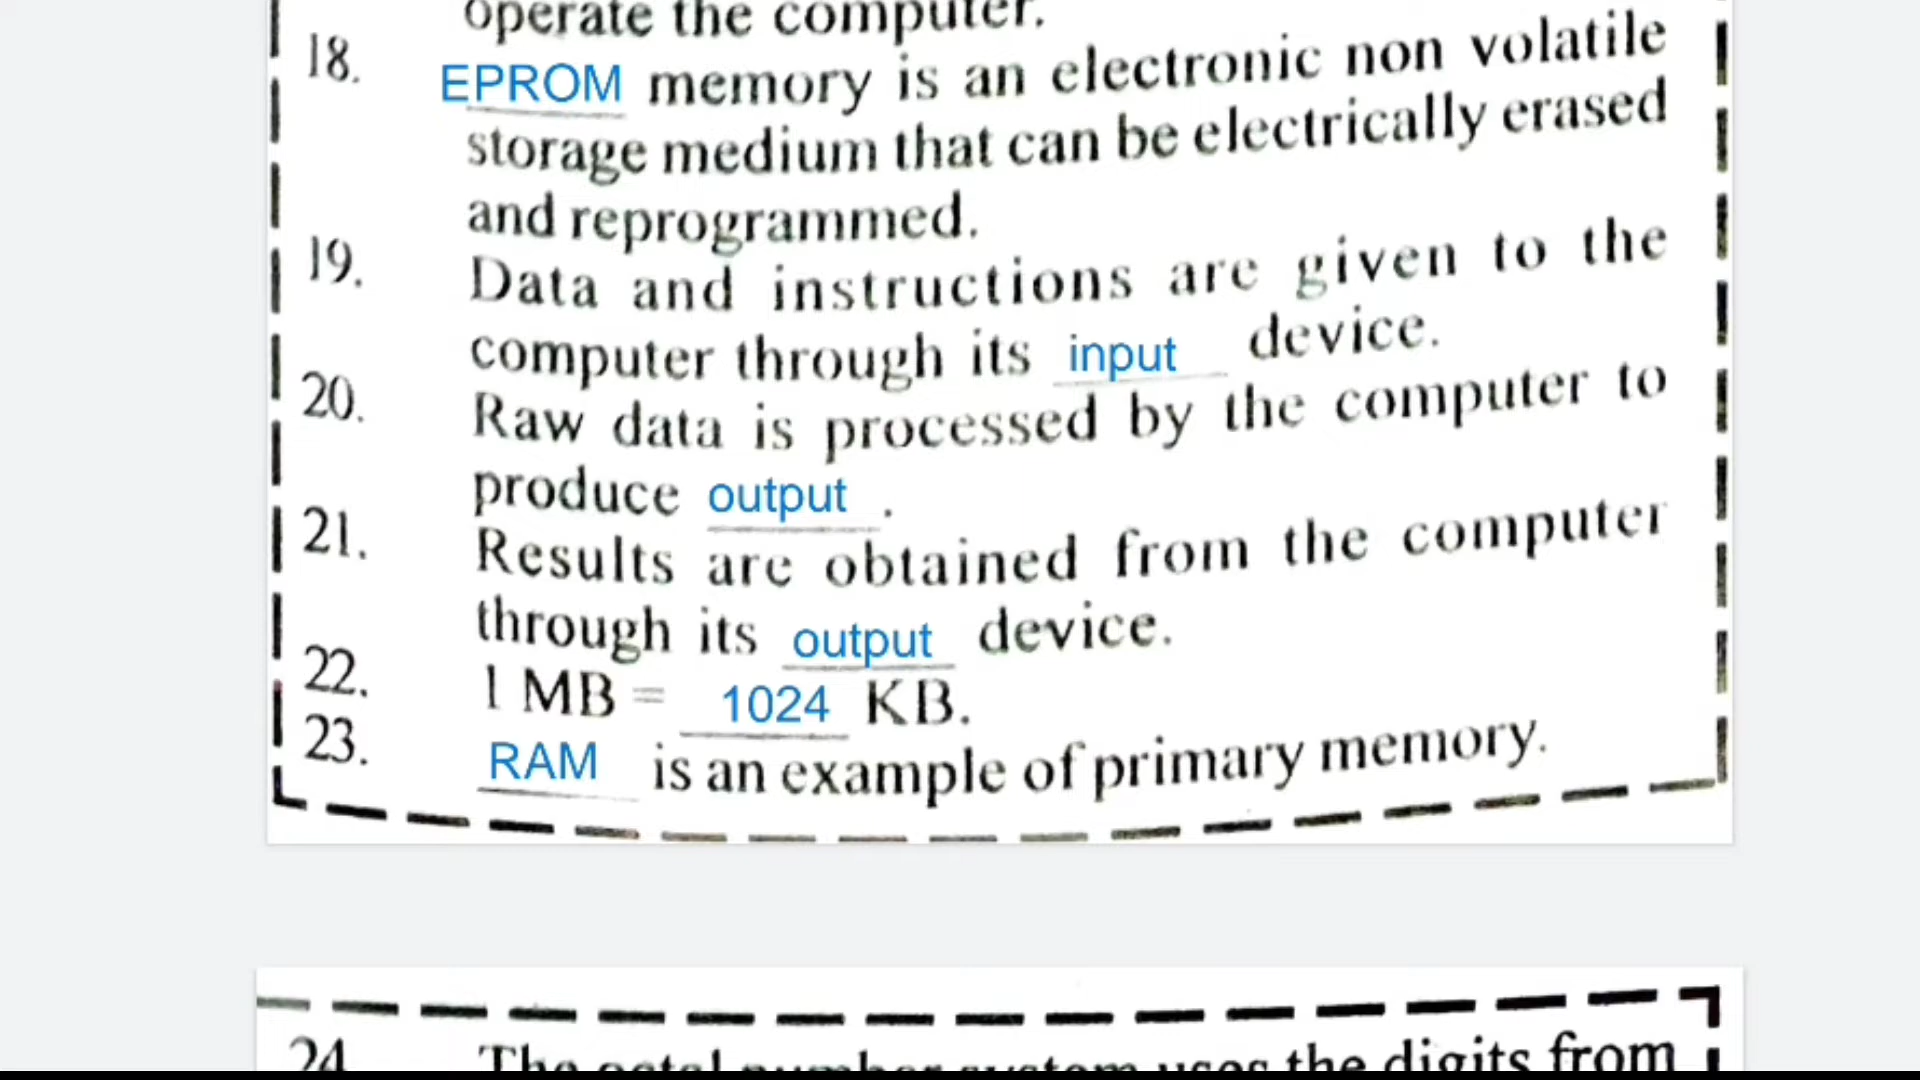 operate the computer.
18. EPROM memory is an electronic non volatile
storage medium that can be electrically erased
and reprogrammed.
19. Data and instructions are given to the
computer through its input device.
20. Raw data is processed by the computer to
produce output .
21. Results are obtained from the computer
through its output device.
22. 1 MB = 1024 KB.
23. RAM is an example of primary memory.
24 The octal number system uses the digits from